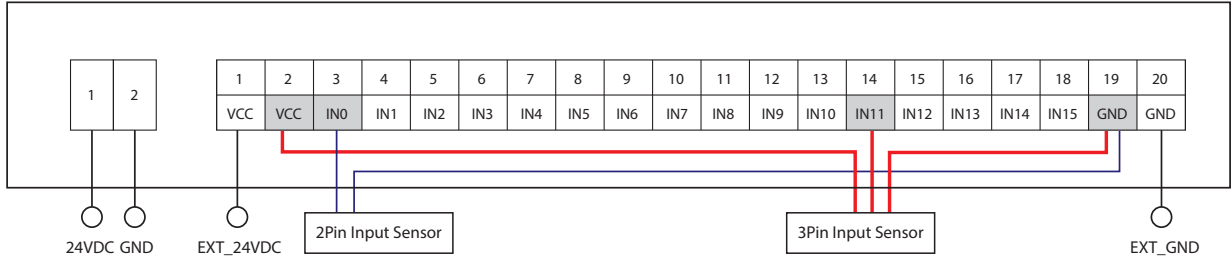 1 2 3 4 5 6 7 8 9 10 11 12 13 14 15 16 17 18 19 20
1 2
VCC VCC IN0 IN1 IN2 IN3 IN4 IN5 IN6 IN7 IN8 IN9 IN10 IN11 IN12 IN13 IN14 IN15 GND GND
2Pin Input Sensor 3Pin Input Sensor
24VDC GND EXT_24VDC EXT_GND